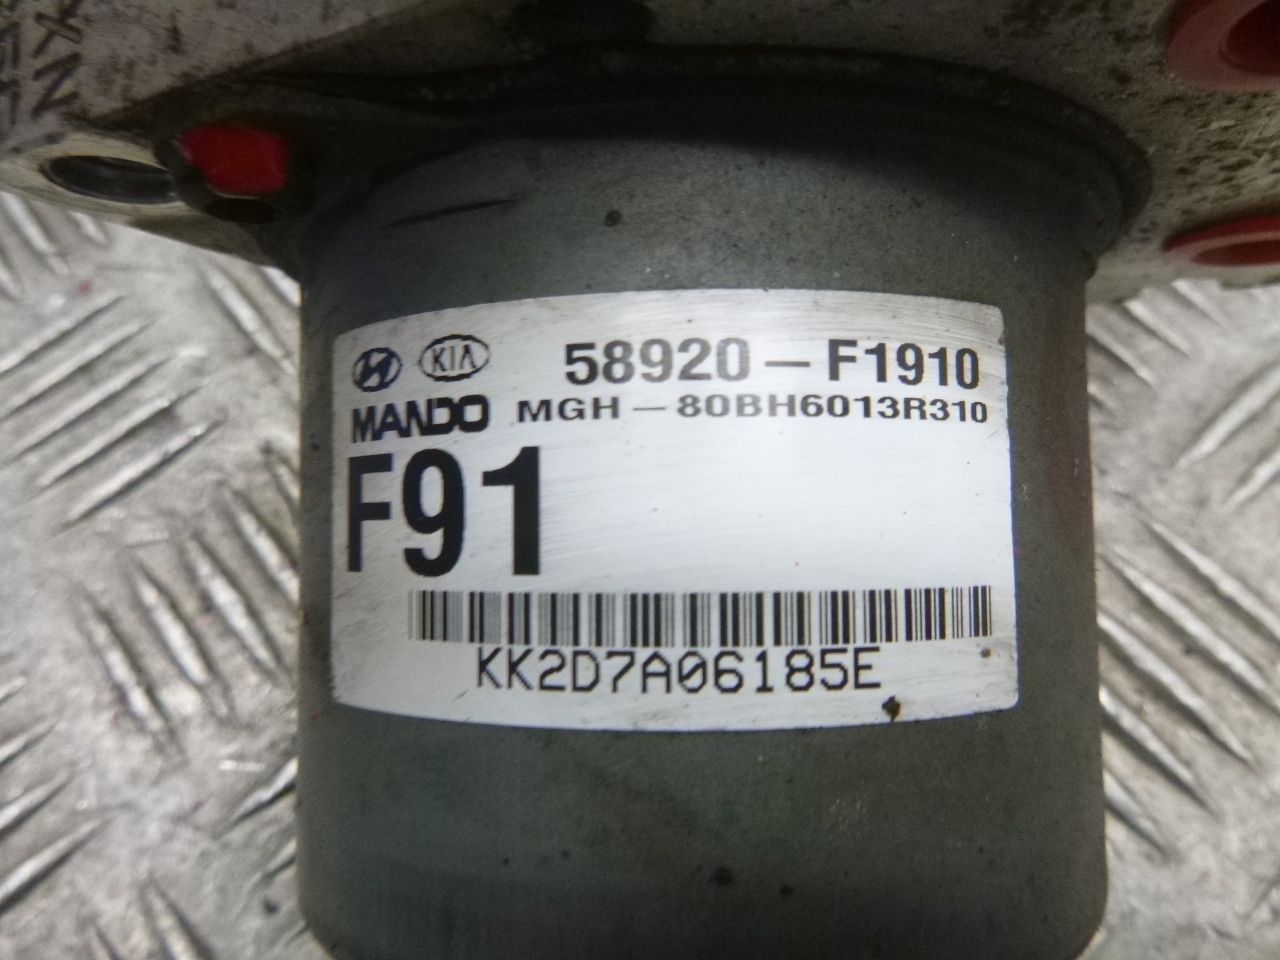 KIA 58920-F1910
MANDO MGH-80BH6013R310
F91
KK2D7A06185E